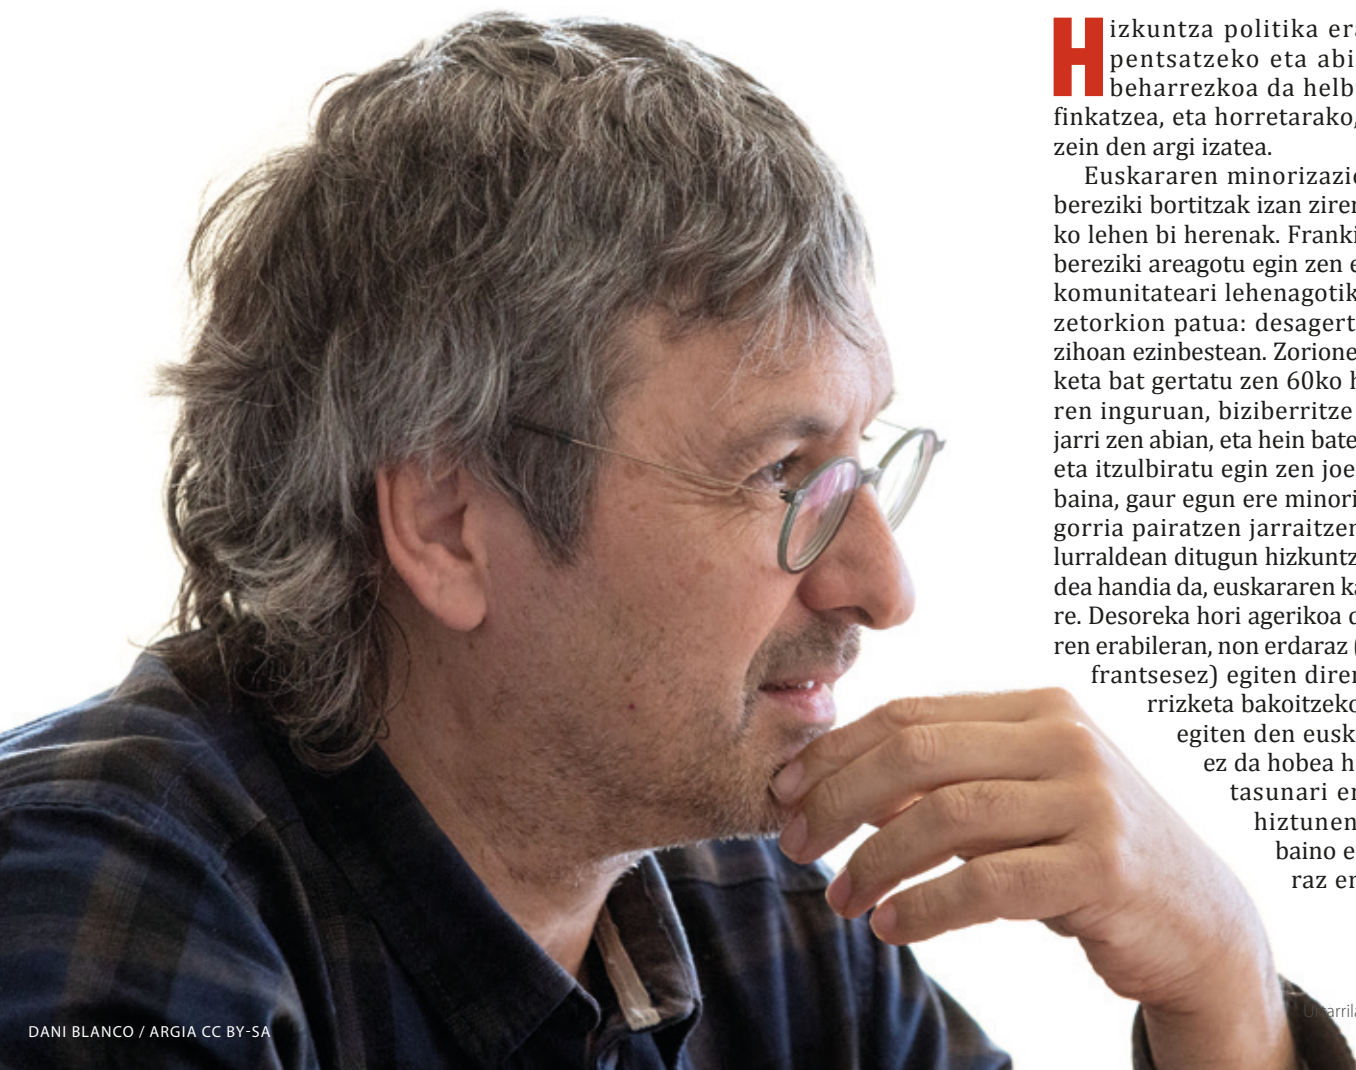 Hizkuntza politika era
pentsatzeko eta abi
beharrezkoa da helb
finkatzea, eta horretarako,
zein den argi izatea.
Euskararen minorizazio
bereziki bortitzak izan ziren
ko lehen bi herenak. Franki
bereziki areagotu egin zen e
komunitateari lehenagotik
zetorkion patua: desagert
zihoan ezinbestean. Zorione
keta bat gertatu zen 60ko h
ren inguruan, biziberritze
jarri zen abian, eta hein bate
eta itzulbiratu egin zen joe
baina, gaur egun ere minori
gorria pairatzen jarraitzen
lurraldean ditugun hizkuntz
dea handia da, euskararen ka
re. Desoreka hori agerikoa d
ren erabileran, non erdaraz (
frantsesez) egiten diren
rrizketa bakoitzeko
egiten den eusk
ez da hobea h
tasunari er
hiztunen
baino e
raz er
DANI BLANCO / ARGIA CC BY-SA